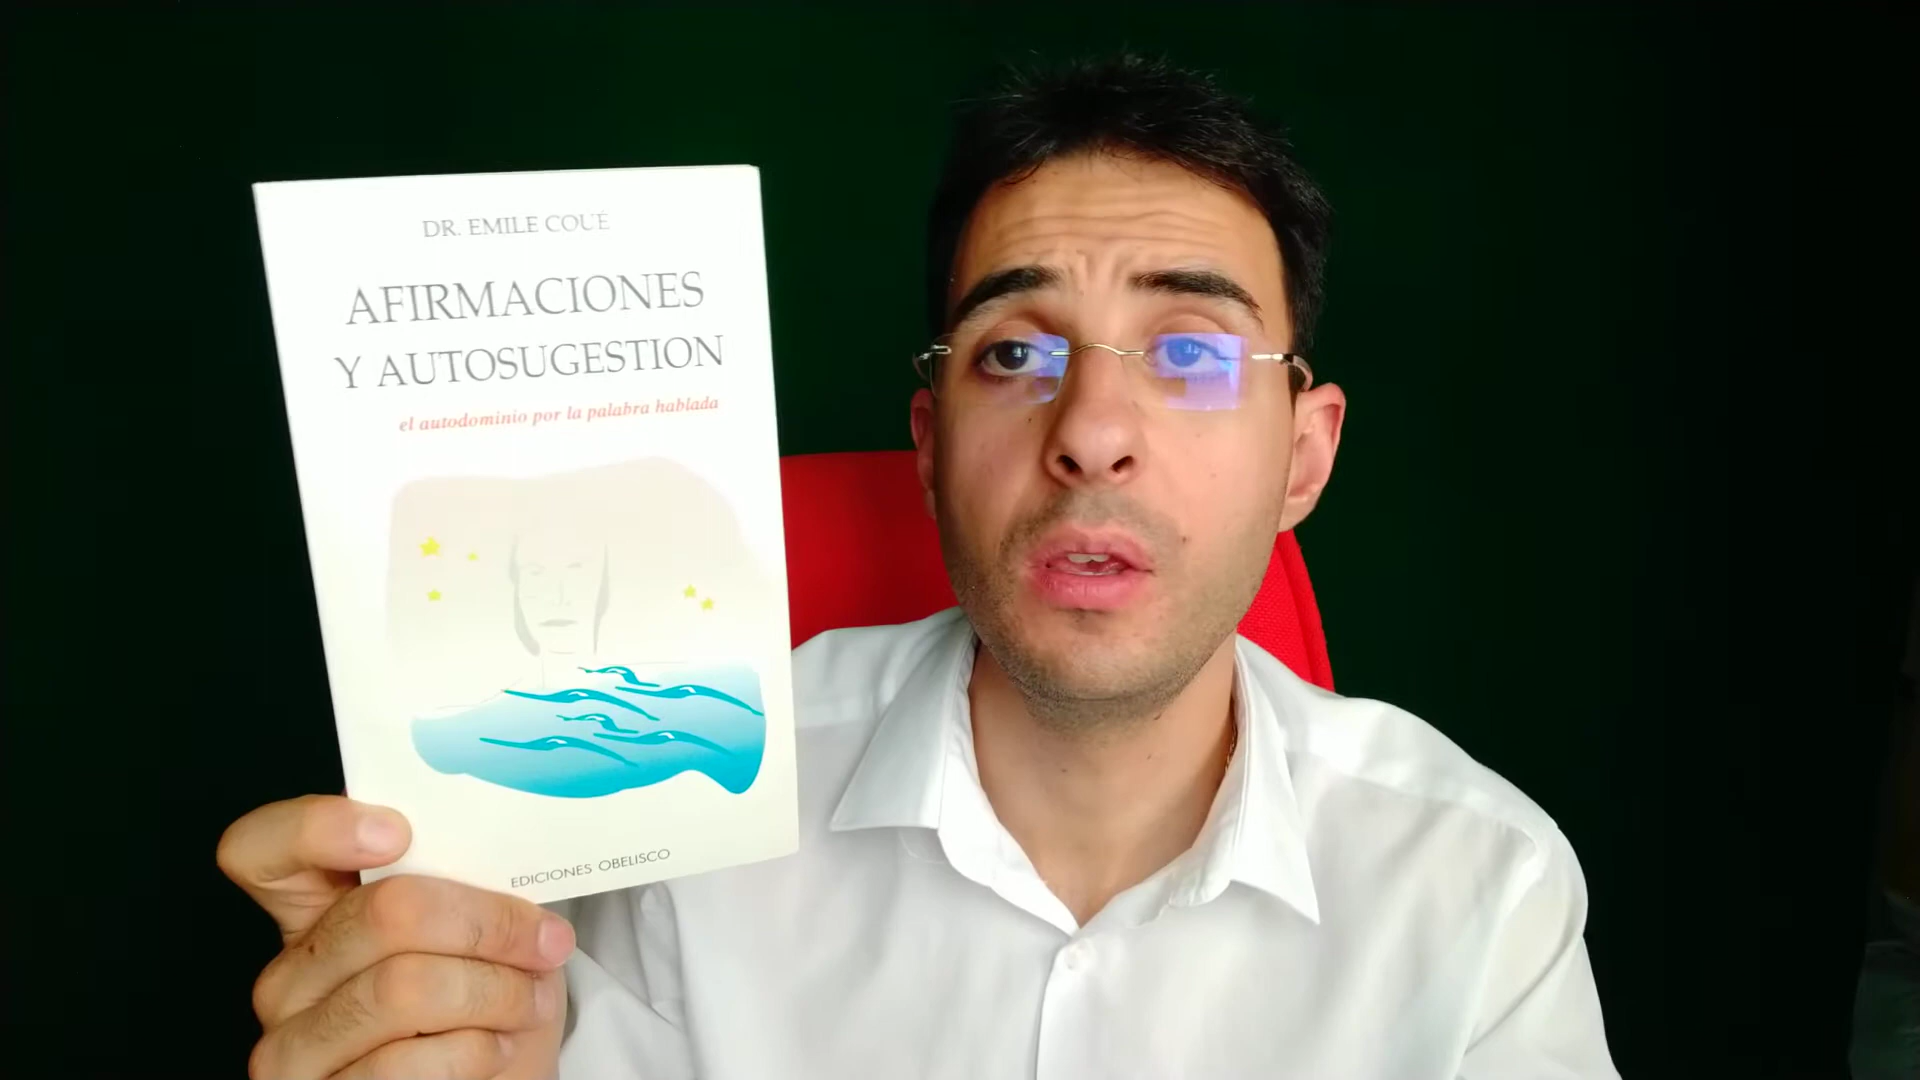 DR. EMILE COUÉ
AFIRMACIONES
Y AUTOSUGESTION
el autodominio por la palabra hablada
EDICIONES OBELISCO